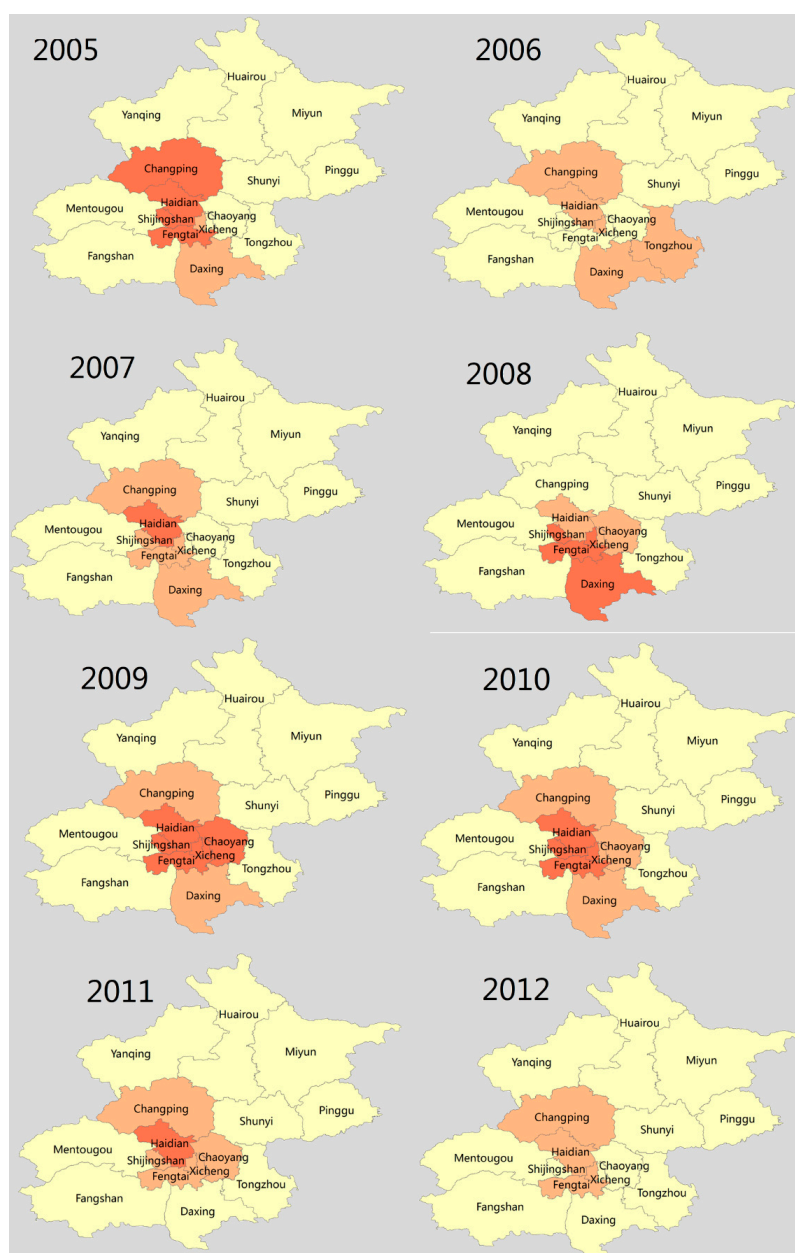 2005
Huairou
Miyun
Yanqing
Changping
Pinggu
Shunyi
Haidian
Mentougou
Shijingshan
Chaoyang
Xicheng
Fengtai
Tongzhou
Fangshan
Daxing
2006
Huairou
Miyun
Yanqing
Changping
Pinggu
Shunyi
Haidian
Mentougou
Shijingshan
Chaoyang
Xicheng
Fengtai
Tongzhou
Fangshan
Daxing
2007
Huairou
Miyun
Yanqing
Changping
Pinggu
Shunyi
Haidian
Mentougou
Shijingshan
Chaoyang
Xicheng
Fengtai
Tongzhou
Fangshan
Daxing
2008
Huairou
Miyun
Yanqing
Changping
Pinggu
Shunyi
Haidian
Mentougou
Shijingshan
Chaoyang
Xicheng
Fengtai
Tongzhou
Fangshan
Daxing
2009
Huairou
Miyun
Yanqing
Changping
Pinggu
Shunyi
Haidian
Mentougou
Shijingshan
Chaoyang
Xicheng
Fengtai
Tongzhou
Fangshan
Daxing
2010
Huairou
Miyun
Yanqing
Changping
Pinggu
Shunyi
Haidian
Mentougou
Shijingshan
Chaoyang
Xicheng
Fengtai
Tongzhou
Fangshan
Daxing
2011
Huairou
Miyun
Yanqing
Changping
Pinggu
Shunyi
Haidian
Mentougou
Shijingshan
Chaoyang
Xicheng
Fengtai
Tongzhou
Fangshan
Daxing
2012
Huairou
Miyun
Yanqing
Changping
Pinggu
Shunyi
Haidian
Mentougou
Shijingshan
Chaoyang
Xicheng
Fengtai
Tongzhou
Fangshan
Daxing